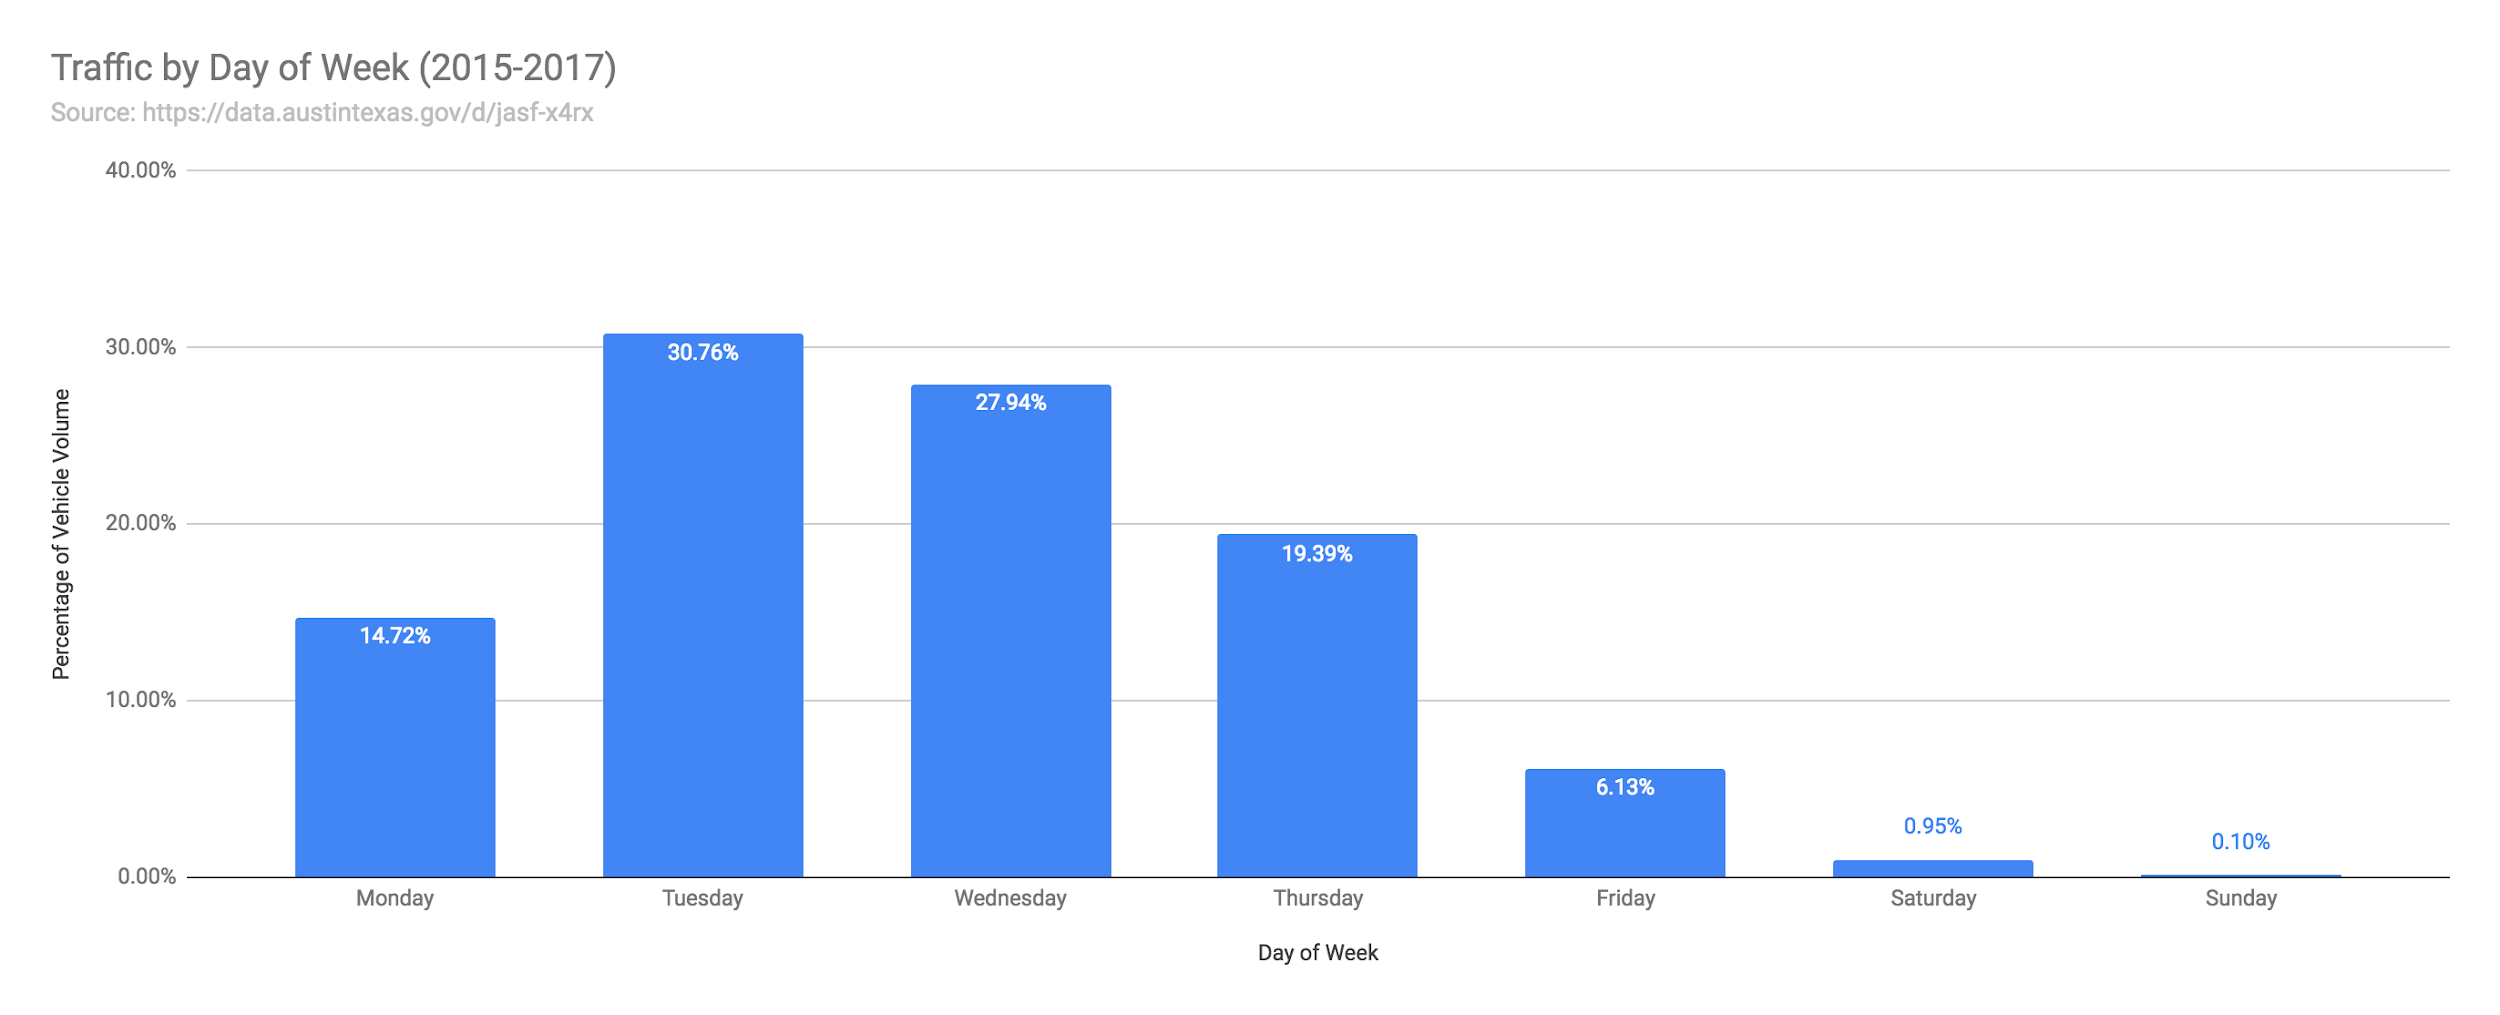 Traffic by Day of Week (2015-2017)
Source: https://data.austintexas.gov/d/jasf-x4rx
Percentage of Vehicle Volume
40.00%
30.00%
20.00%
10.00%
0.00%
14.72%
30.76%
27.94%
19.39%
6.13%
0.95%
0.10%
Monday Tuesday Wednesday Thursday Friday Saturday Sunday
Day of Week